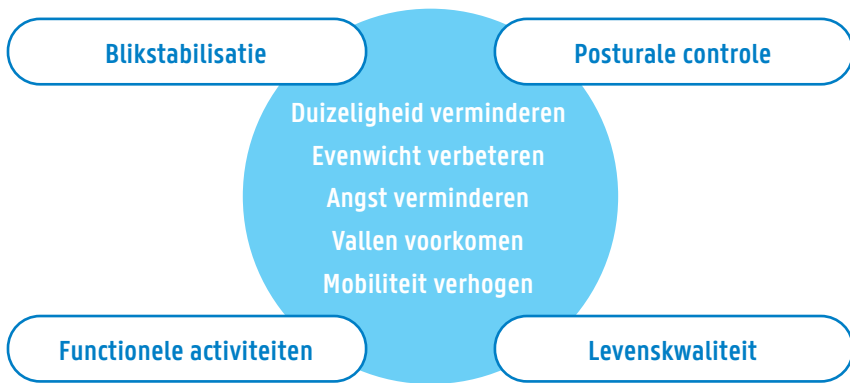 Blikstabilisatie
Posturale controle
Duizeligheid verminderen
Evenwicht verbeteren
Angst verminderen
Vallen voorkomen
Mobiliteit verhogen
Functionele activiteiten
Levenskwaliteit